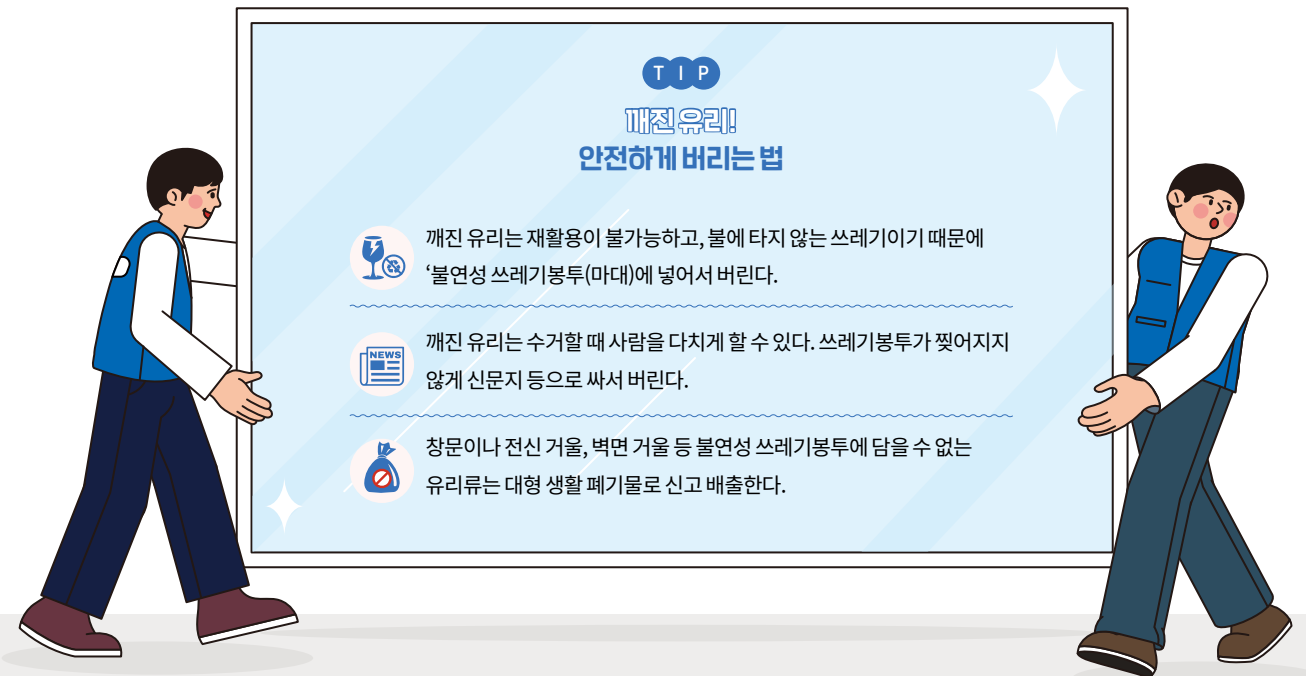 TIP
깨진 유리!
안전하게 버리는 법
깨진 유리는 재활용이 불가능하고, 불에 타지 않는 쓰레기이기 때문에
‘불연성 쓰레기봉투(마대)에 넣어서 버린다.
NEWS
깨진 유리는 수거할 때 사람을 다치게 할 수 있다. 쓰레기봉투가 찢어지지
않게 신문지 등으로 싸서 버린다.
창문이나 전신 거울, 벽면 거울 등 불연성 쓰레기봉투에 담을 수 없는
유리류는 대형 생활 폐기물로 신고 배출한다.